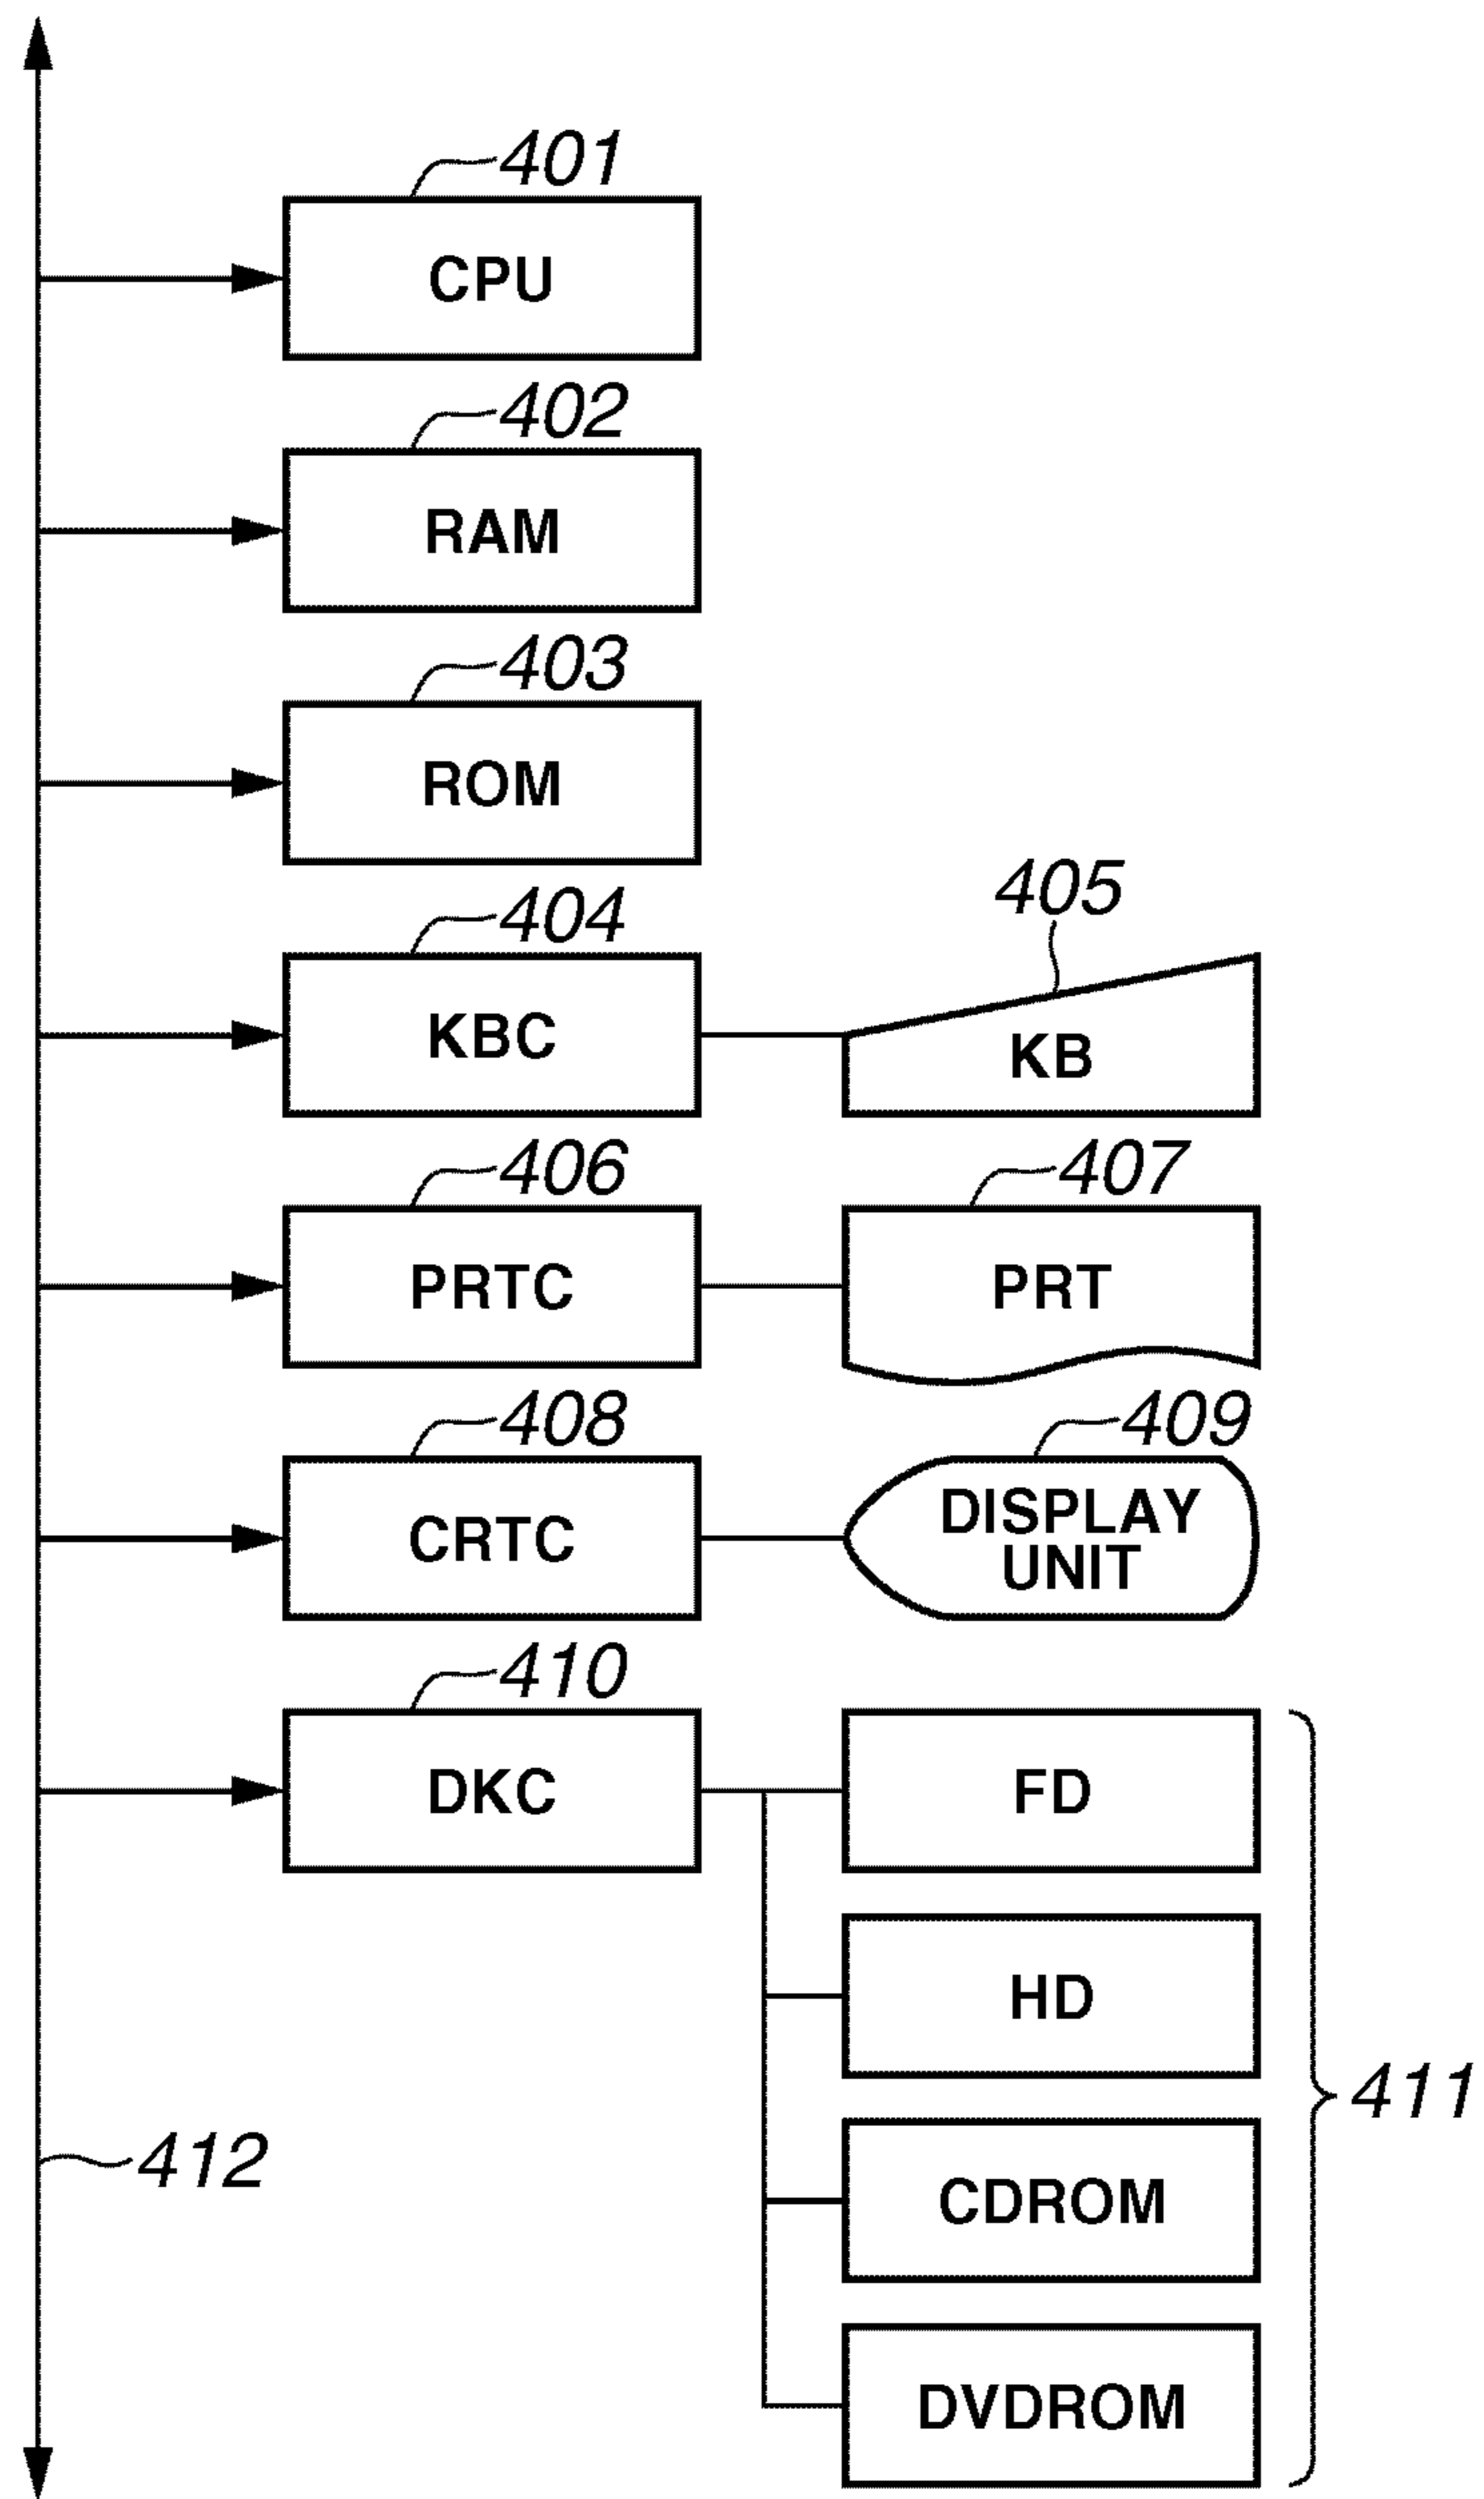 401
CPU
402
RAM
403
ROM
404
KBC
405
KB
406
PRTC
407
PRT
408
CRTC
409
DISPLAY
UNIT
410
DKC
FD
HD
411
412
CDROM
DVDROM